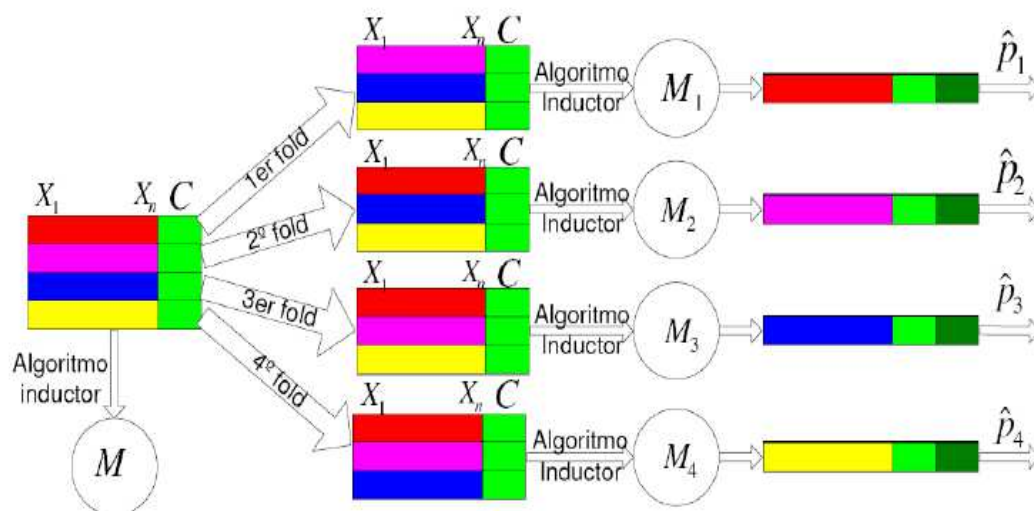 X₁ Xₙ C
1er fold
X₁ Xₙ C
Algoritmo
Inductor
M₁
p̂₁
2º fold
X₁ Xₙ C
Algoritmo
Inductor
M₂
p̂₂
3er fold
X₁ Xₙ C
Algoritmo
Inductor
M₃
p̂₃
4º fold
X₁ Xₙ C
Algoritmo
Inductor
M₄
p̂₄
Algoritmo
inductor
M